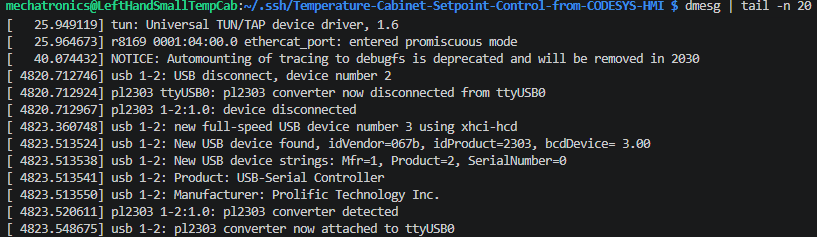 mechatronics@LeftHandSmallTempCab:~/.ssh/Temperature-Cabinet-Setpoint-Control-from-CODESYS-HMI $ dmesg | tail -n 20
[   25.949119] tun: Universal TUN/TAP device driver, 1.6
[   25.964673] r8169 0001:04:00.0 ethercat_port: entered promiscuous mode
[   40.074432] NOTICE: Automounting of tracing to debugfs is deprecated and will be removed in 2030
[ 4820.712746] usb 1-2: USB disconnect, device number 2
[ 4820.712924] pl2303 ttyUSB0: pl2303 converter now disconnected from ttyUSB0
[ 4820.712967] pl2303 1-2:1.0: device disconnected
[ 4823.360748] usb 1-2: new full-speed USB device number 3 using xhci-hcd
[ 4823.513524] usb 1-2: New USB device found, idVendor=067b, idProduct=2303, bcdDevice= 3.00
[ 4823.513538] usb 1-2: New USB device strings: Mfr=1, Product=2, SerialNumber=0
[ 4823.513541] usb 1-2: Product: USB-Serial Controller
[ 4823.513550] usb 1-2: Manufacturer: Prolific Technology Inc.
[ 4823.520611] pl2303 1-2:1.0: pl2303 converter detected
[ 4823.548675] usb 1-2: pl2303 converter now attached to ttyUSB0